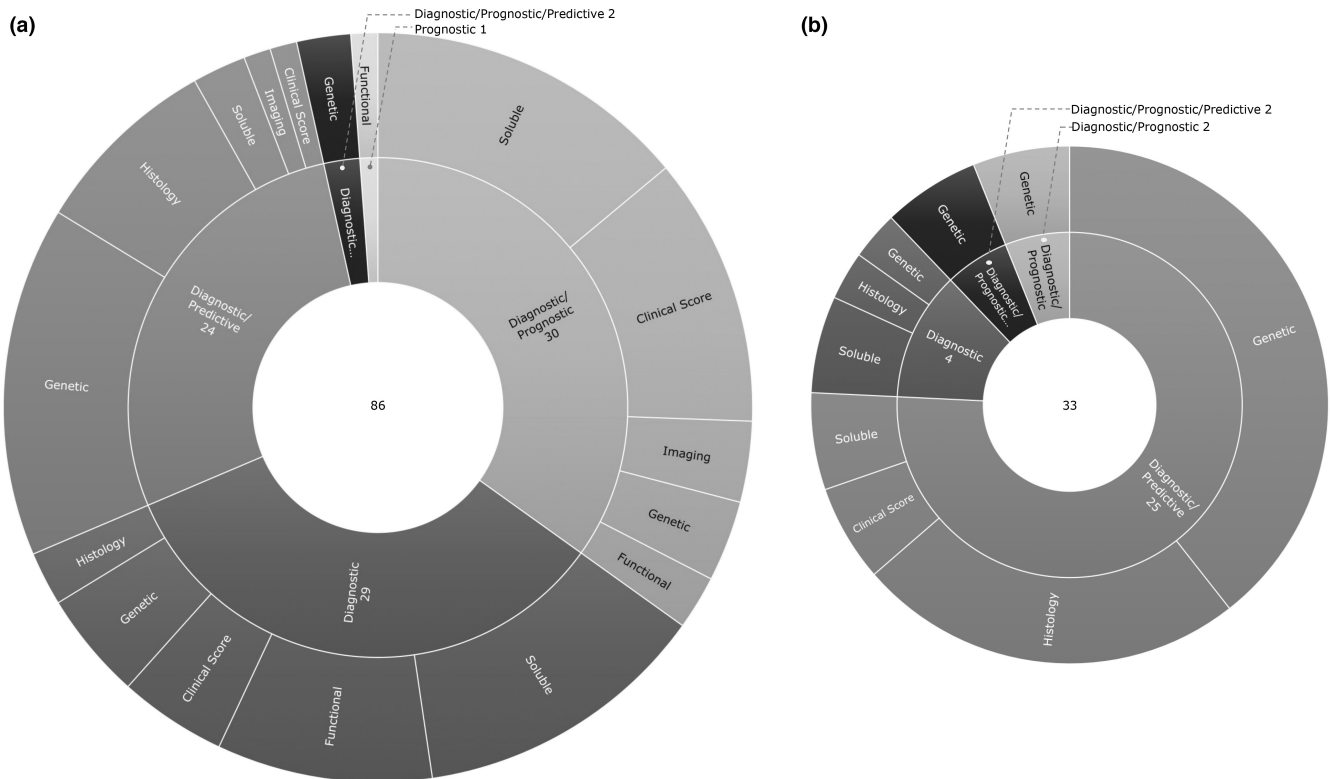 (a)
Diagnostic/Prognostic/Predictive 2
Prognostic 1
Functional
Soluble
Clinical Score
Imaging
Genetic
Functional
Diagnostic/
Prognostic
30
Soluble
Functional
Clinical Score
Genetic
Histology
Diagnostic
29
Genetic
Histology
Soluble
Imaging
Clinical Score
Diagnostic/
Predictive
24
Genetic
Diagnostic...
86
(b)
Diagnostic/Prognostic/Predictive 2
Diagnostic/Prognostic 2
Genetic
Histology
Clinical Score
Soluble
Diagnostic/
Predictive
25
Soluble
Histology
Genetic
Diagnostic
4
Genetic
Diagnostic/
Prognostic...
Genetic
Diagnostic/
Prognostic
33